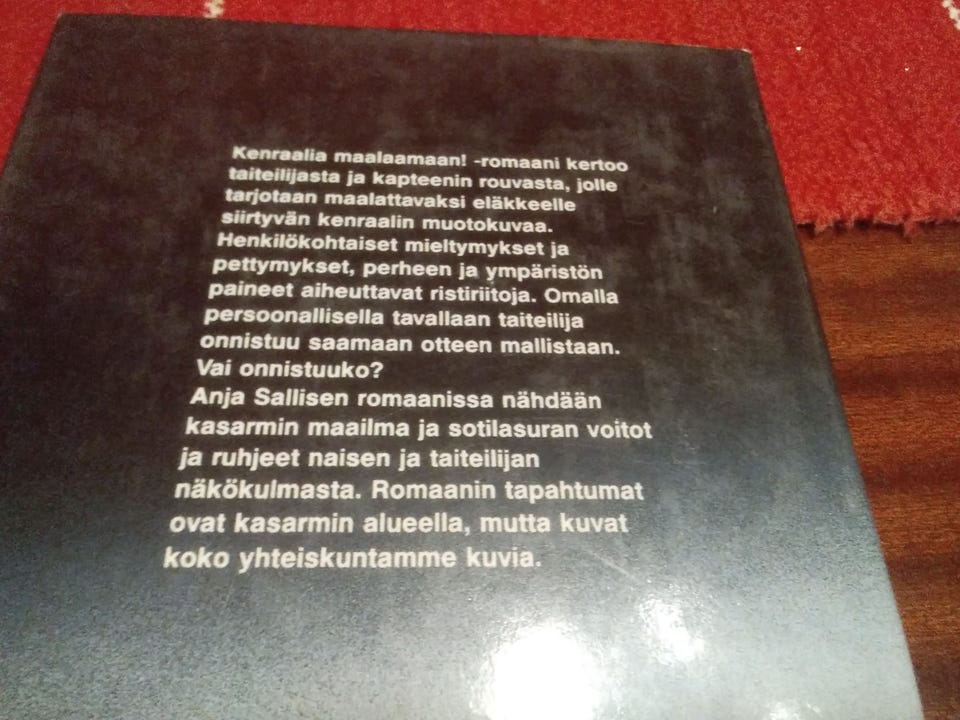 Kenraalia maalaamaan! -romaani kertoo
taiteilijasta ja kapteenin rouvasta, jolle
tarjotaan maalattavaksi eläkkeelle
siirtyvän kenraalin muotokuvaa.
Henkilökohtaiset mieltymykset ja
pettymykset, perheen ja ympäristön
paineet aiheuttavat ristiriitoja. Omalla
persoonallisella tavallaan taiteilija
onnistuu saamaan otteen mallistaan.
Vai onnistuuko?
Anja Sallisen romaanissa nähdään
kasarmin maailma ja sotilasuran voitot
ja ruhjeet naisen ja taiteilijan
näkökulmasta. Romaanin tapahtumat
ovat kasarmin alueella, mutta kuvat
koko yhteiskuntamme kuvia.